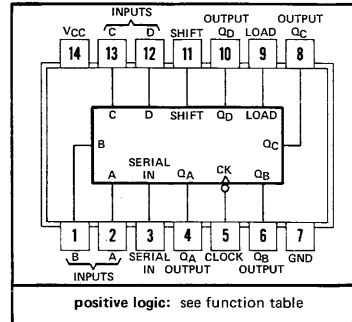 INPUTS
OUTPUT
OUTPUT
VCC C D SHIFT QD LOAD QC
14 13 12 11 10 9 8
C D SHIFT QD LOAD
B
QC
SERIAL
IN
CK
A
QA
QB
1 2 3 4 5 6 7
B A SERIAL QA CLOCK QB GND
INPUTS
IN OUTPUT
OUTPUT
positive logic: see function table